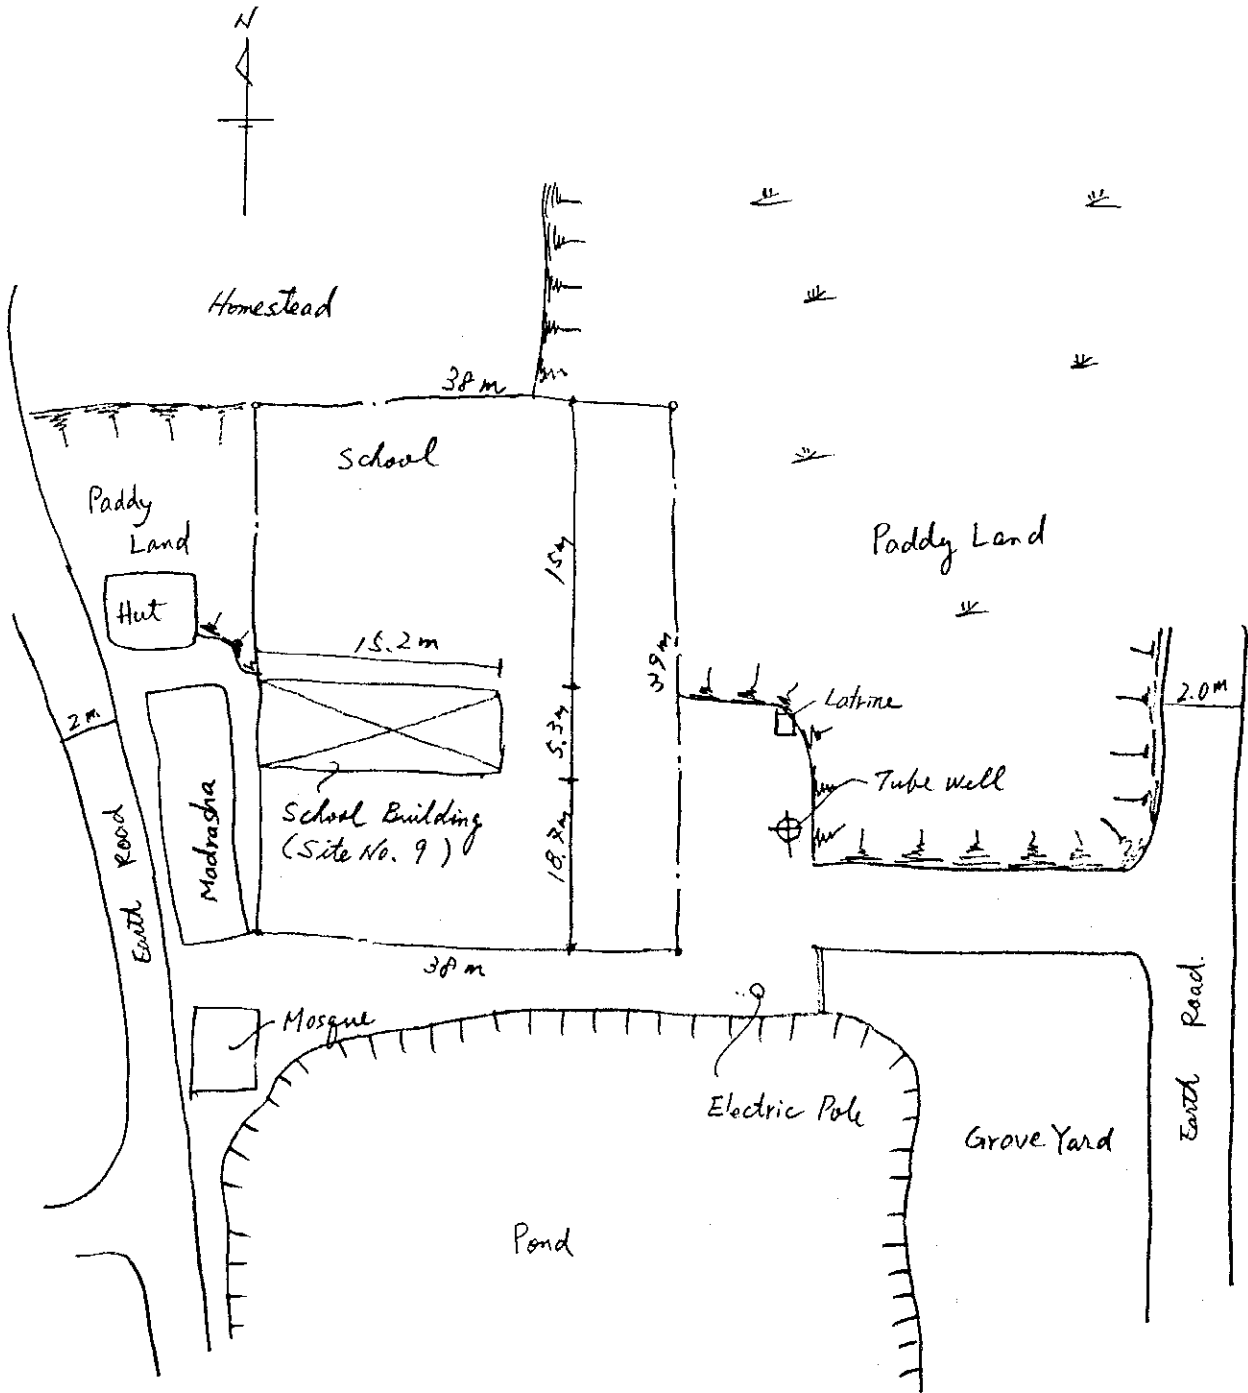 N
Homestead
38 m
School
Paddy
Land
15m
Paddy Land
Hut
15.2 m
39 m
Latrine
2.0 m
2 m
5.3 m
Tube Well
Madrasha
School Building
(Site No. 9)
18.7 m
Earth Road
38 m
Mosque
Electric Pole
Earth Road.
Grove Yard
Pond